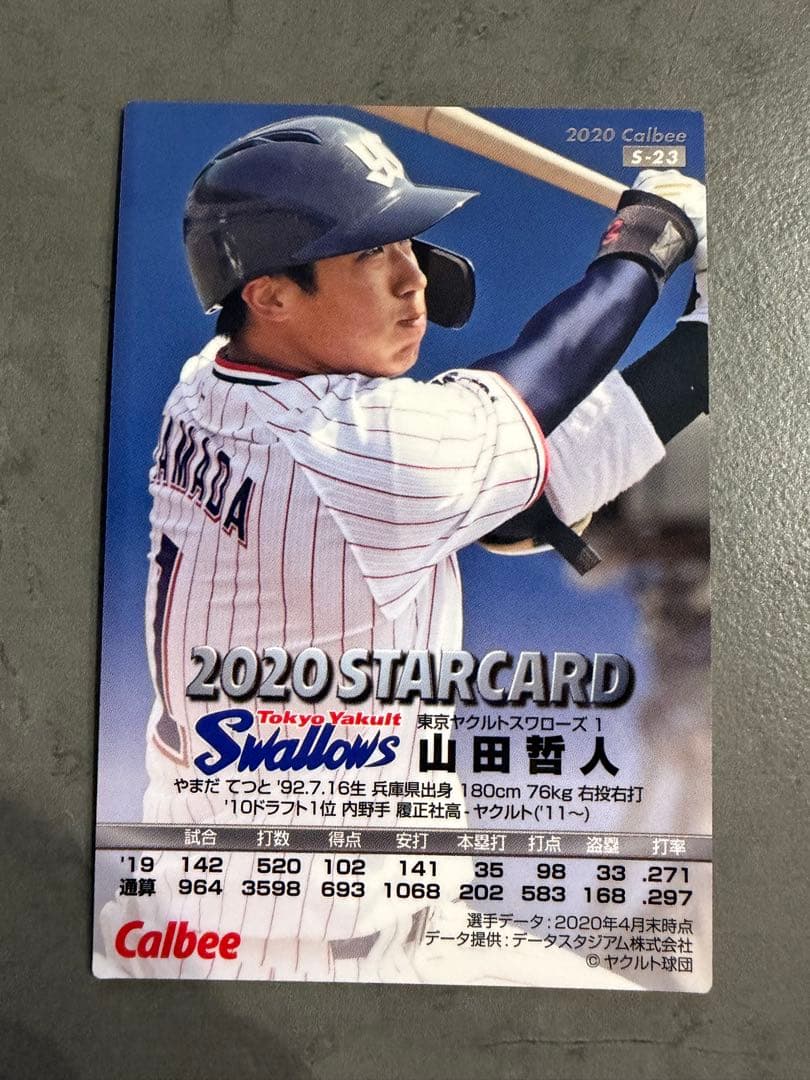 2020 Calbee
S-23
AMADA
1
2020 STARCARD
Tokyo Yakult
Swallows
東京ヤクルトスワローズ 1
山田哲人
やまだ てつと '92.7.16生 兵庫県出身 180cm 76kg 右投右打
'10ドラフト1位 内野手 履正社高-ヤクルト('11〜)
試合 打数 得点 安打 本塁打 打点 盗塁 打率
'19 142 520 102 141 35 98 33 .271
通算 964 3598 693 1068 202 583 168 .297
Calbee
選手データ:2020年4月末時点
データ提供:データスタジアム株式会社
©ヤクルト球団